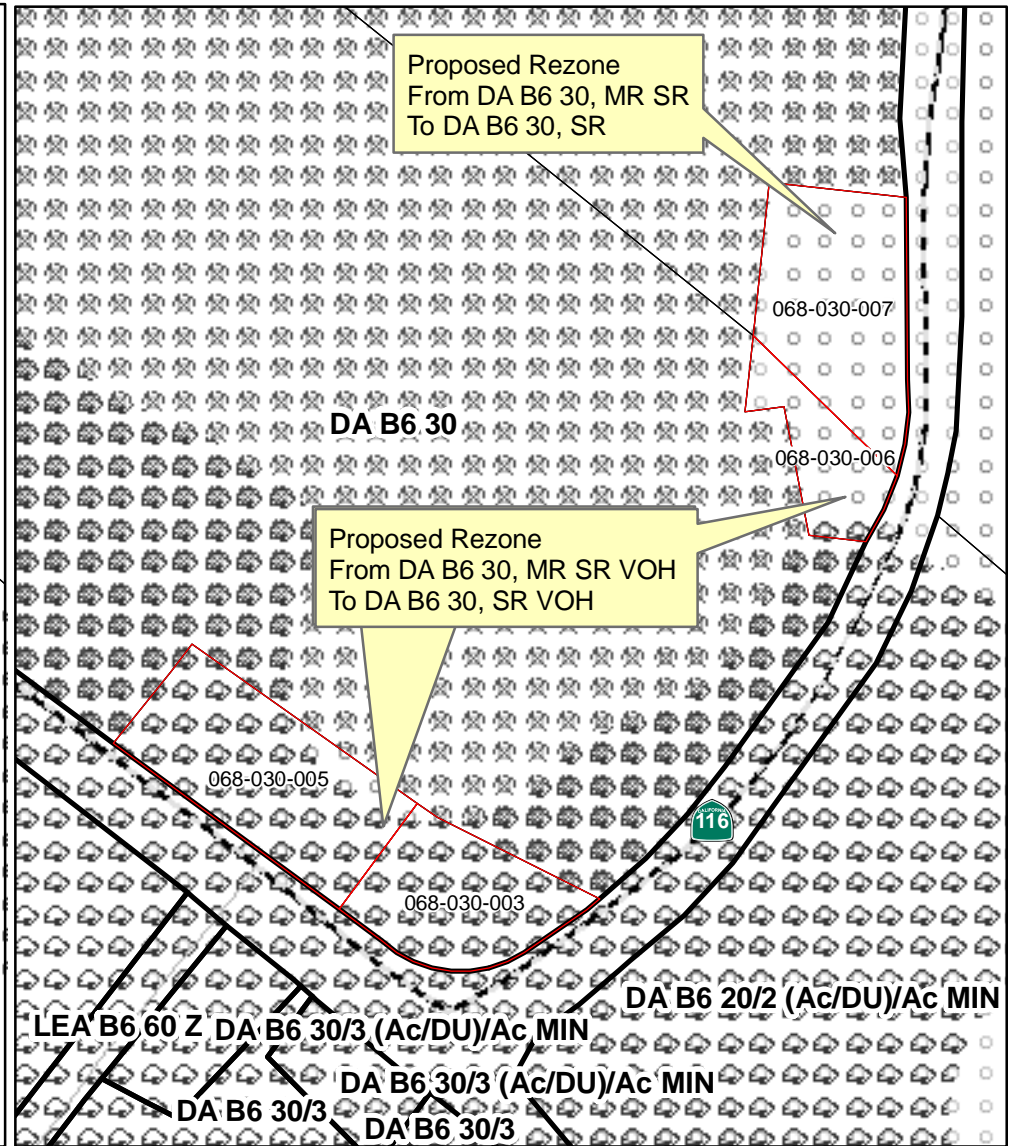 Proposed Rezone
From DA B6 30, MR SR
To DA B6 30, SR
068-030-007
DA B6 30
068-030-006
Proposed Rezone
From DA B6 30, MR SR VOH
To DA B6 30, SR VOH
068-030-005
CALIFORNIA
116
068-030-003
DA B6 20/2 (Ac/DU)/Ac MIN
LEA B6 60 Z
DA B6 30/3 (Ac/DU)/Ac MIN
DA B6 30/3 (Ac/DU)/Ac MIN
DA B6 30/3
DA B6 30/3